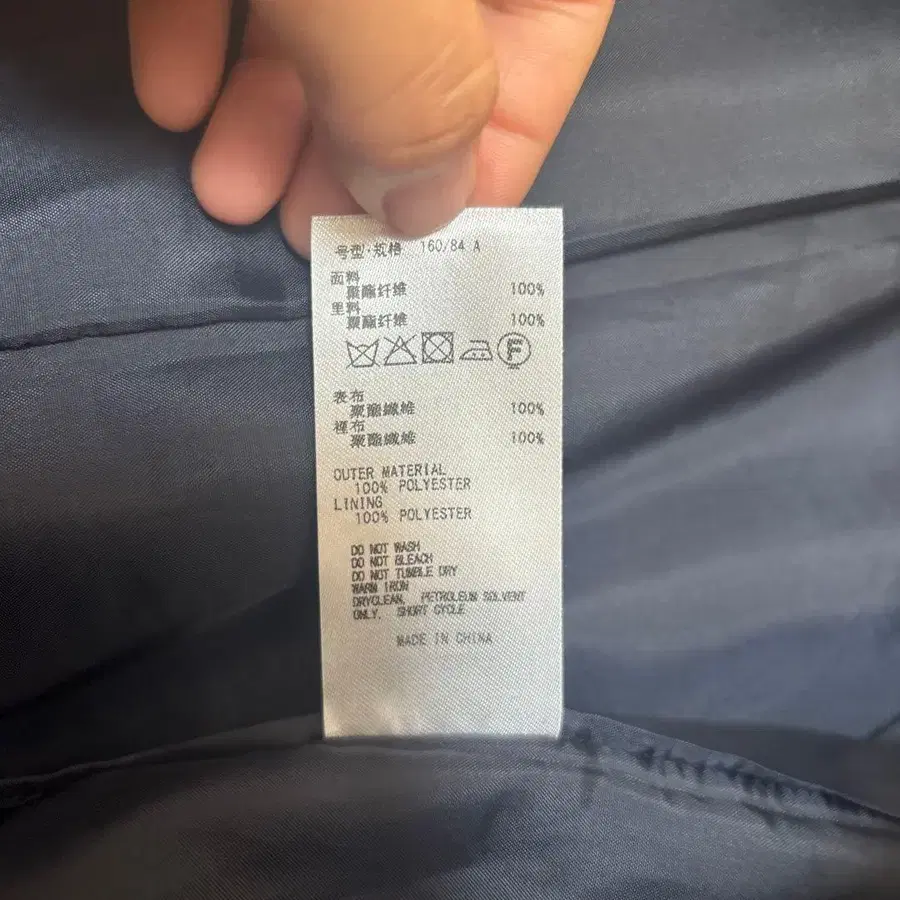 号型·规格 160/84 A
面料
聚酯纤维 100%
里料
聚酯纤维 100%
F
表布
聚酯纖維 100%
裡布
聚酯纖維 100%
OUTER MATERIAL
100% POLYESTER
LINING
100% POLYESTER
DO NOT WASH
DO NOT BLEACH
DO NOT TUMBLE DRY
WARM IRON
DRYCLEAN, PETROLEUM SOLVENT
ONLY, SHORT CYCLE
MADE IN CHINA